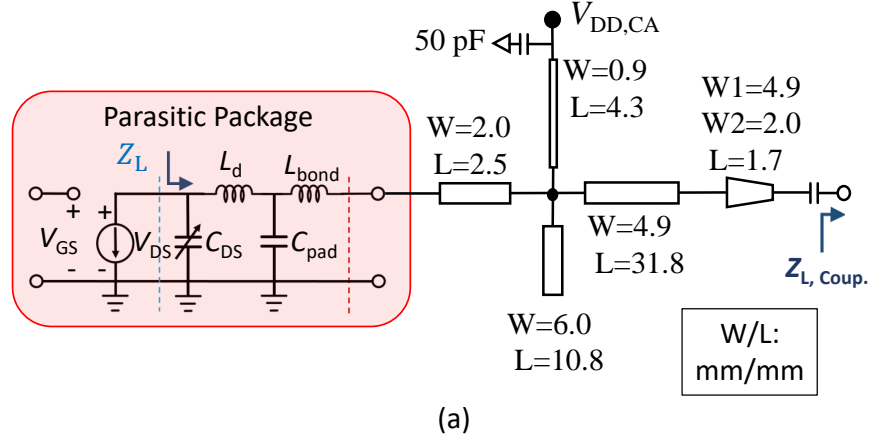 V_DD,CA
50 pF
W=0.9
L=4.3
W1=4.9
W2=2.0
L=1.7
Parasitic Package
Z_L
L_d
L_bond
W=2.0
L=2.5
+
+
V_GS
V_DS
C_DS
C_pad
-
-
W=4.9
L=31.8
Z_L, Coup.
W=6.0
L=10.8
W/L:
mm/mm
(a)